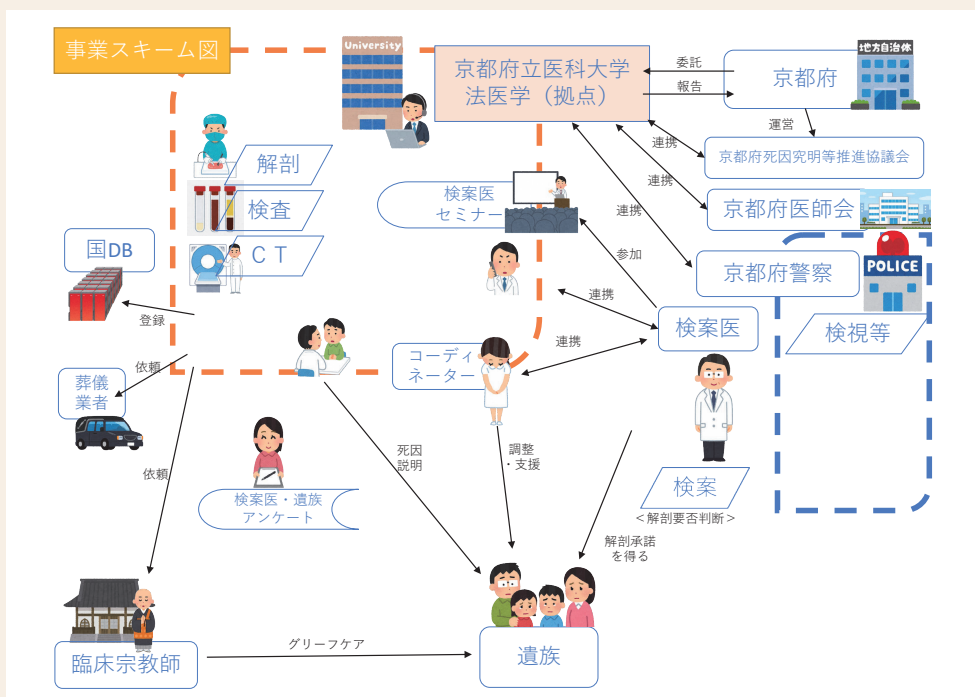 事業スキーム図
University
京都府立医科大学
法医学（拠点）
委託
報告
京都府
地方自治体
運営
京都府死因究明等推進協議会
連携
連携
京都府医師会
連携
京都府警察
POLICE
検視等
解剖
検査
ＣＴ
検案医
セミナー
参加
連携
検案医
連携
コーディ
ネーター
国DB
登録
依頼
葬儀
業者
依頼
検案医・遺族
アンケート
死因
説明
調整
・支援
検案
＜解剖要否判断＞
解剖承諾
を得る
臨床宗教師
グリーフケア
遺族